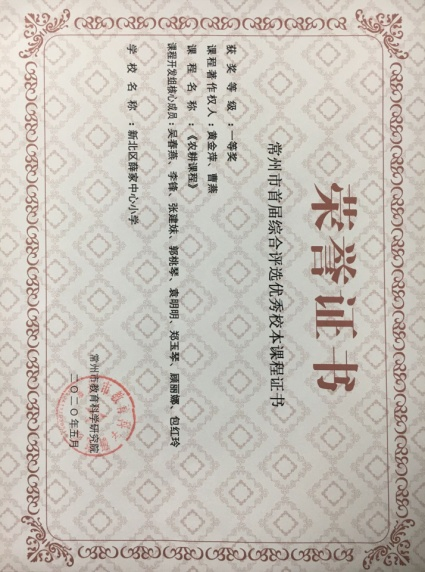 荣誉证书
常州市首届综合评选优秀校本课程证书
获奖等级：一等奖
课程著作权人：黄金萍、曹燕
课程名称：《农耕课程》
课程开发组核心成员：吴春燕、李锋、张建妹、郭桃琴、袁明明、郑玉琴、顾丽娜、包红玲
学校名称：新北区薛家中心小学
常州市教育科学研究院
二〇二〇年五月